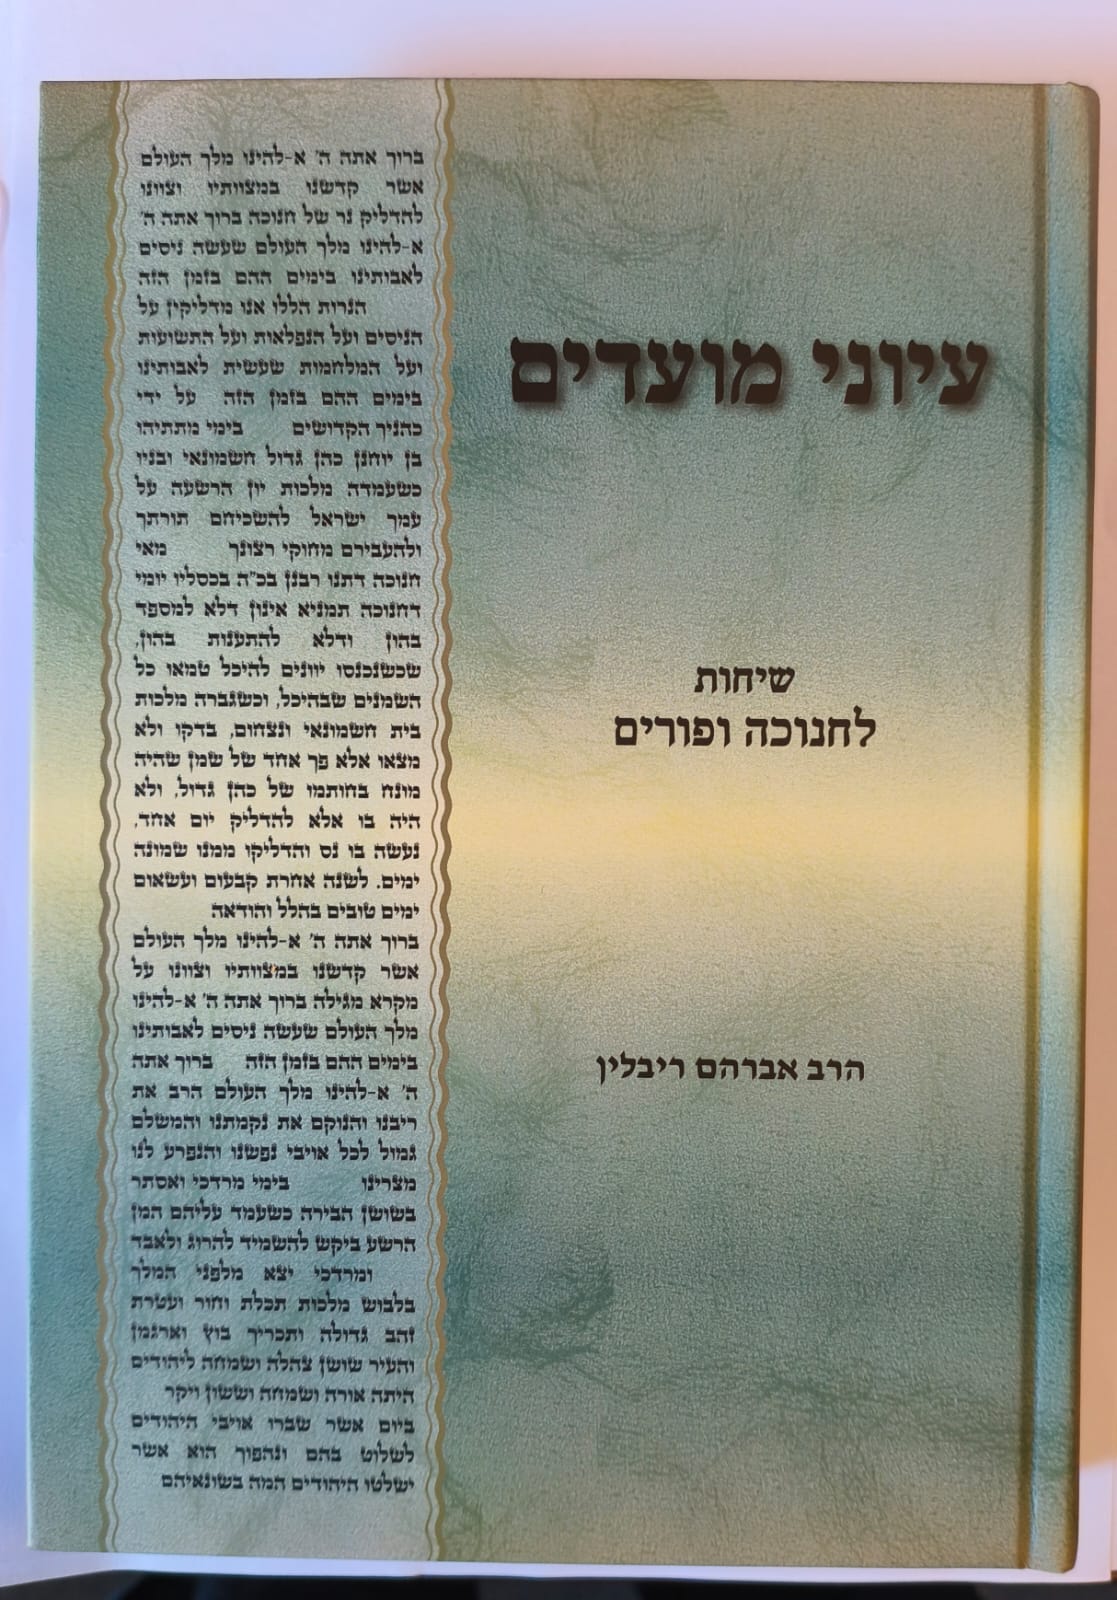 עיוני מועדים
שיחות
לחנוכה ופורים
הרב אברהם ריבלין
ברוך אתה ה' א-להינו מלך העולם
אשר קדשנו במצוותיו וצוונו
להדליק נר של חנוכה ברוך אתה ה'
א-להינו מלך העולם שעשה ניסים
לאבותינו בימים ההם בזמן הזה
הנרות הללו אנו מדליקין על
הניסים ועל הנפלאות ועל התשועות
ועל המלחמות שעשית לאבותינו
בימים ההם בזמן הזה על ידי
כהניך הקדושים בימי מתתיהו
בן יוחנן כהן גדול חשמונאי ובניו
כשעמדה מלכות יון הרשעה על
עמך ישראל להשכיחם תורתך
ולהעבירם מחוקי רצונך מאי
חנוכה דתנו רבנן בכ"ה בכסליו יומי
דחנוכה תמניא אינון דלא למספד
בהון ודלא להתענות בהון,
שכשנכנסו יוונים להיכל טמאו כל
השמנים שבהיכל, וכשגברה מלכות
בית חשמונאי ונצחום, בדקו ולא
מצאו אלא פך אחד של שמן שהיה
מונח בחותמו של כהן גדול, ולא
היה בו אלא להדליק יום אחד,
נעשה בו נס והדליקו ממנו שמונה
ימים. לשנה אחרת קבעום ועשאום
ימים טובים בהלל והודאה
ברוך אתה ה' א-להינו מלך העולם
אשר קדשנו במצוותיו וצוונו על
מקרא מגילה ברוך אתה ה' א-להינו
מלך העולם שעשה ניסים לאבותינו
בימים ההם בזמן הזה ברוך אתה
ה' א-להינו מלך העולם הרב את
ריבנו והנוקם את נקמתנו והמשלם
גמול לכל אויבי נפשנו והנפרע לנו
מצרינו בימי מרדכי ואסתר
בשושן הבירה כשעמד עליהם המן
הרשע ביקש להשמיד להרוג ולאבד
ומרדכי יצא מלפני המלך
בלבוש מלכות תכלת וחור ועטרת
זהב גדולה ותכריך בוץ וארגמן
והעיר שושן צהלה ושמחה ליהודים
היתה אורה ושמחה וששון ויקר
ביום אשר שברו אויבי היהודים
לשלוט בהם ונהפוך הוא אשר
ישלטו היהודים המה בשונאיהם